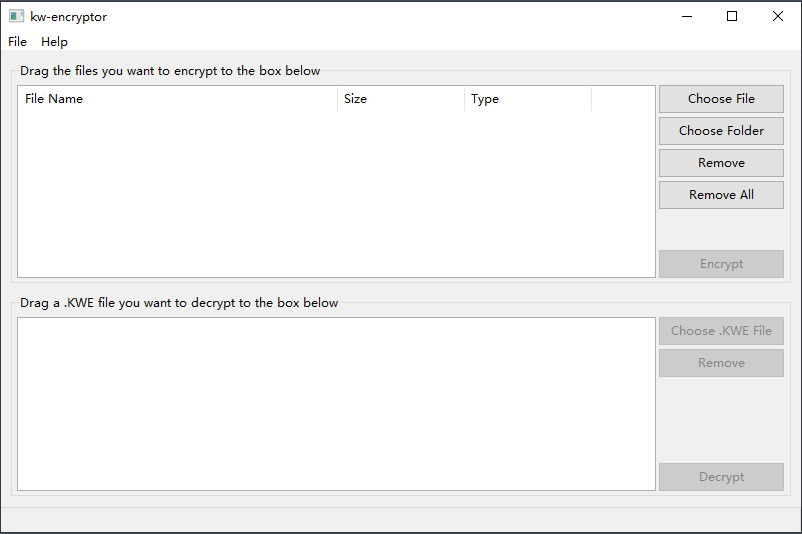 kw-encryptor
File Help
Drag the files you want to encrypt to the box below
File Name Size Type
Choose File
Choose Folder
Remove
Remove All
Encrypt
Drag a .KWE file you want to decrypt to the box below
Choose .KWE File
Remove
Decrypt